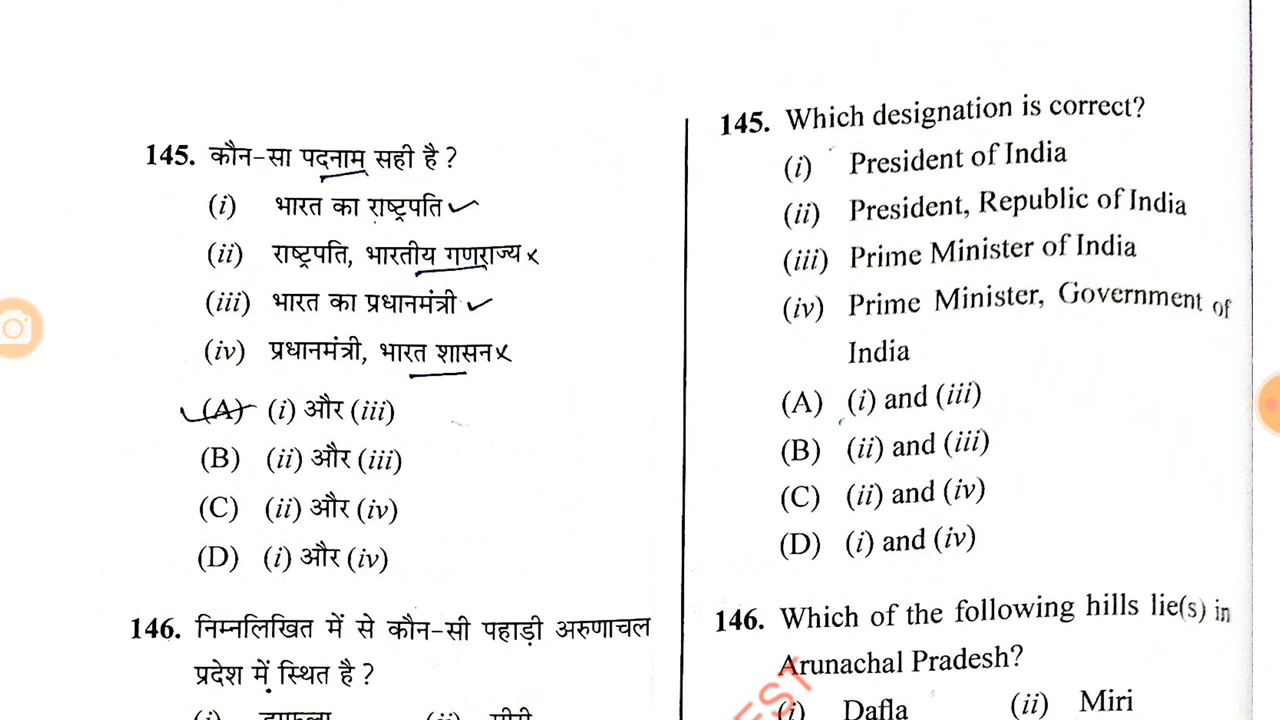 145. कौन-सा पदनाम सही है ?
(i) भारत का राष्ट्रपति
(ii) राष्ट्रपति, भारतीय गणराज्य
(iii) भारत का प्रधानमंत्री
(iv) प्रधानमंत्री, भारत शासन
(A) (i) और (iii)
(B) (ii) और (iii)
(C) (ii) और (iv)
(D) (i) और (iv)
146. निम्नलिखित में से कौन-सी पहाड़ी अरुणाचल
प्रदेश में स्थित है ?
(i)
145. Which designation is correct?
(i) President of India
(ii) President, Republic of India
(iii) Prime Minister of India
(iv) Prime Minister, Government of
India
(A) (i) and (iii)
(B) (ii) and (iii)
(C) (ii) and (iv)
(D) (i) and (iv)
146. Which of the following hills lie(s) in
Arunachal Pradesh?
(i) Dafla (ii) Miri